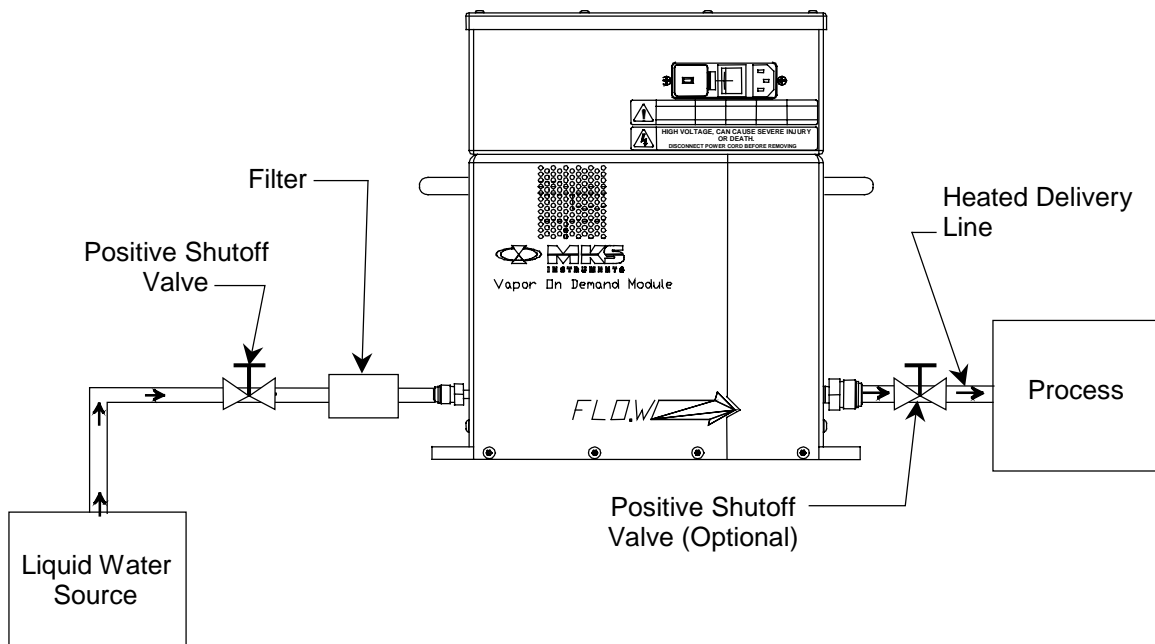 HIGH VOLTAGE, CAN CAUSE SEVERE INJURY
OR DEATH.
DISCONNECT POWER CORD BEFORE REMOVING
Filter
Heated Delivery
Line
Positive Shutoff
Valve
MKS
INSTRUMENTS
Vapor On Demand Module
Process
FLOW
Positive Shutoff
Valve (Optional)
Liquid Water
Source